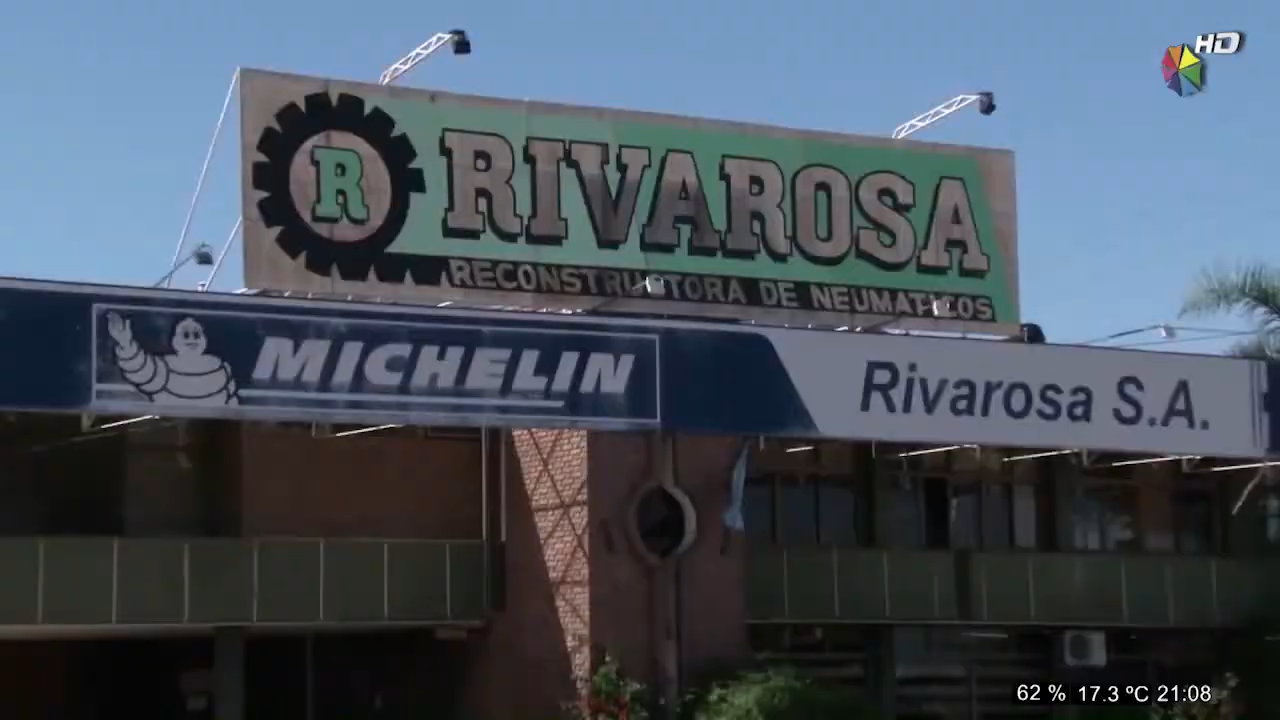 HD
R
RIVAROSA
RECONSTRUCTORA DE NEUMATICOS
MICHELIN
Rivarosa S.A.
62 % 17.3 ºC 21:08